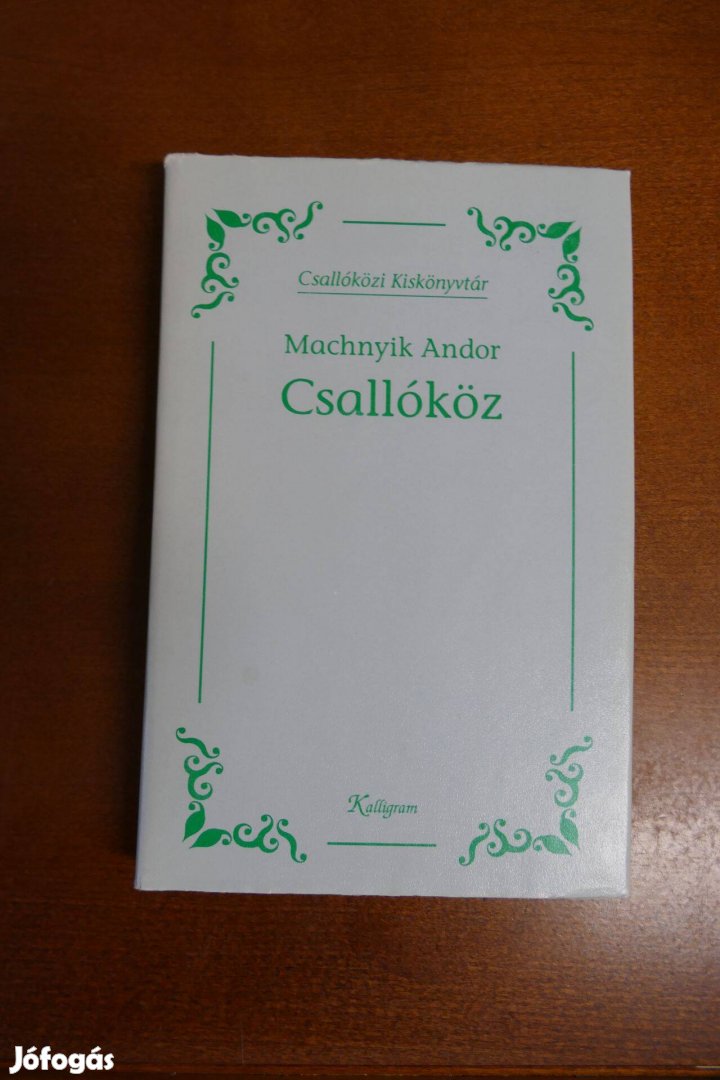 Csallóközi Kiskönyvtár
Machnyik Andor
Csallóköz
Kalligram
Jófogás